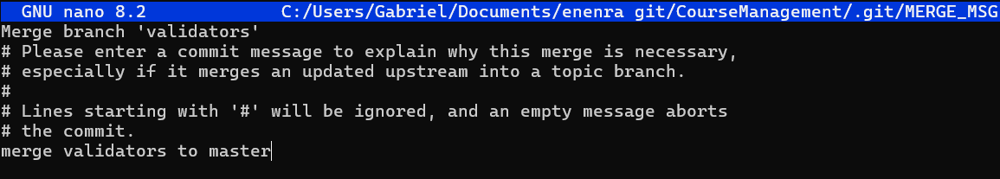 GNU nano 8.2 C:/Users/Gabriel/Documents/enenra git/CourseManagement/.git/MERGE_MSG
Merge branch 'validators'
# Please enter a commit message to explain why this merge is necessary,
# especially if it merges an updated upstream into a topic branch.
#
# Lines starting with '#' will be ignored, and an empty message aborts
# the commit.
merge validators to master